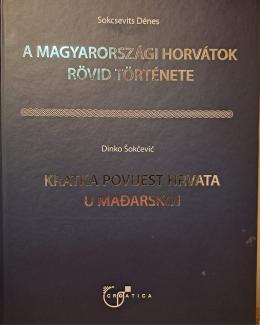 Sokcsevits Dénes
A MAGYARORSZÁGI HORVÁTOK
RÖVID TÖRTÉNETE
Dinko Šokčević
KRATKA POVIJEST HRVATA
U MAĐARSKOJ
CROATICA